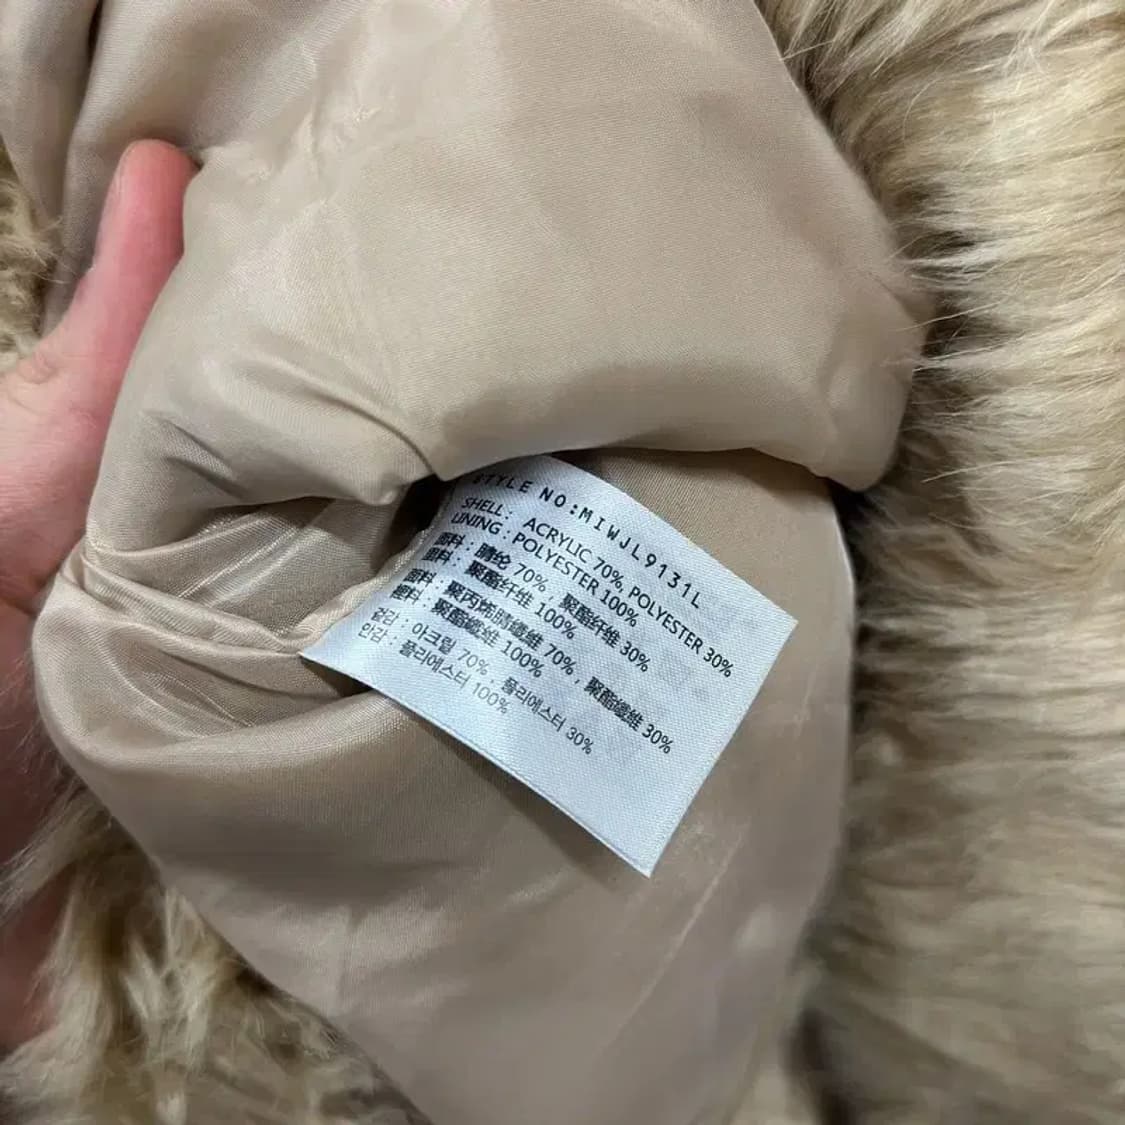 STYLE NO:MIWJL9131L
SHELL: ACRYLIC 70%, POLYESTER 30%
LINING: POLYESTER 100%
面料: 腈纶 70%, 聚酯纤维 30%
里料: 聚酯纤维 100%
面料: 聚丙烯腈纖維 70%, 聚酯纖維 30%
裡料: 聚酯纖維 100%
겉감: 아크릴 70%, 폴리에스터 30%
안감: 폴리에스터 100%